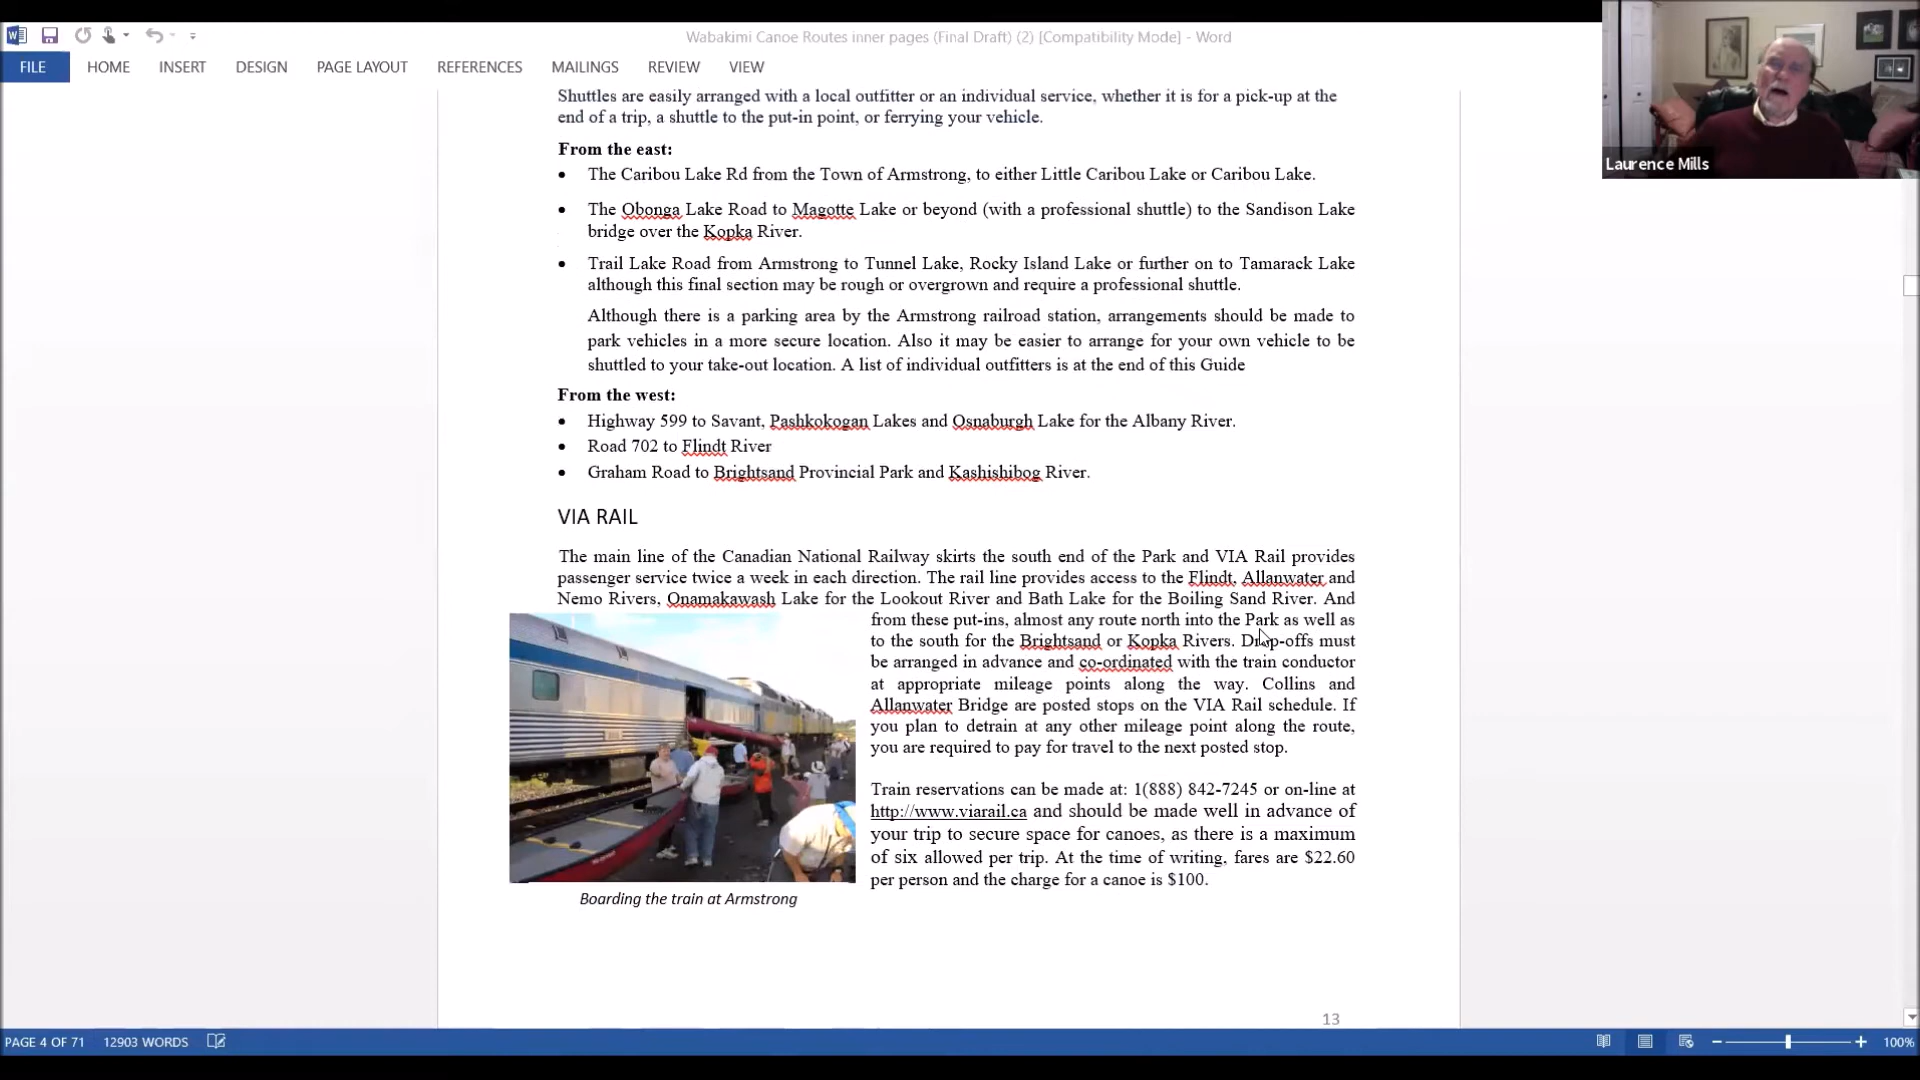 Wabakimi Canoe Routes inner pages (Final Draft) (2) [Compatibility Mode] - Word
FILE HOME INSERT DESIGN PAGE LAYOUT REFERENCES MAILINGS REVIEW VIEW
Laurence Mills
Shuttles are easily arranged with a local outfitter or an individual service, whether it is for a pick-up at the
end of a trip, a shuttle to the put-in point, or ferrying your vehicle.
From the east:
• The Caribou Lake Rd from the Town of Armstrong, to either Little Caribou Lake or Caribou Lake.
• The Obonga Lake Road to Magotte Lake or beyond (with a professional shuttle) to the Sandison Lake
bridge over the Kopka River.
• Trail Lake Road from Armstrong to Tunnel Lake, Rocky Island Lake or further on to Tamarack Lake
although this final section may be rough or overgrown and require a professional shuttle.
Although there is a parking area by the Armstrong railroad station, arrangements should be made to
park vehicles in a more secure location. Also it may be easier to arrange for your own vehicle to be
shuttled to your take-out location. A list of individual outfitters is at the end of this Guide
From the west:
• Highway 599 to Savant, Pashkokogan Lakes and Osnaburgh Lake for the Albany River.
• Road 702 to Flindt River
• Graham Road to Brightsand Provincial Park and Kashishibog River.
VIA RAIL
The main line of the Canadian National Railway skirts the south end of the Park and VIA Rail provides
passenger service twice a week in each direction. The rail line provides access to the Flindt, Allanwater and
Nemo Rivers, Onamakawash Lake for the Lookout River and Bath Lake for the Boiling Sand River. And
from these put-ins, almost any route north into the Park as well as
to the south for the Brightsand or Kopka Rivers. Drop-offs must
be arranged in advance and co-ordinated with the train conductor
at appropriate mileage points along the way. Collins and
Allanwater Bridge are posted stops on the VIA Rail schedule. If
you plan to detrain at any other mileage point along the route,
you are required to pay for travel to the next posted stop.
Train reservations can be made at: 1(888) 842-7245 or on-line at
http://www.viarail.ca and should be made well in advance of
your trip to secure space for canoes, as there is a maximum
of six allowed per trip. At the time of writing, fares are $22.60
per person and the charge for a canoe is $100.
Boarding the train at Armstrong
13
PAGE 4 OF 71 12903 WORDS 100%